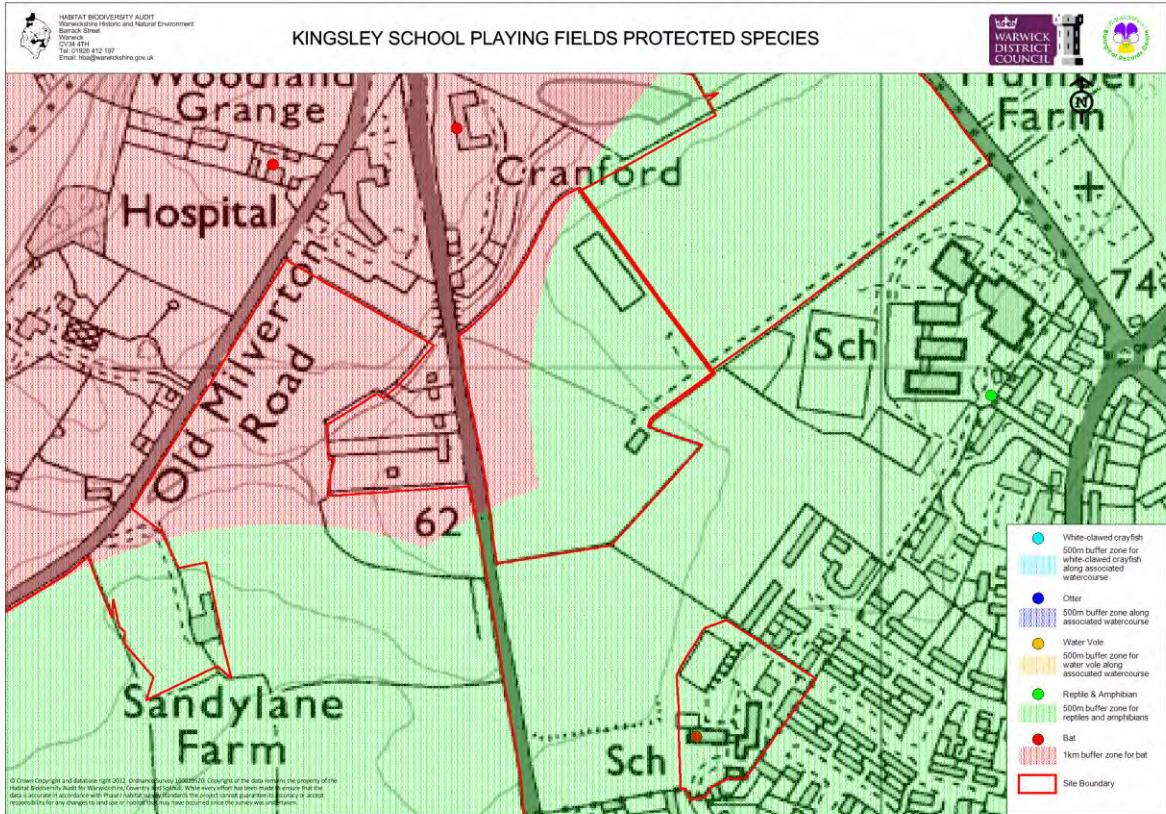 HABITAT BIODIVERSITY AUDIT
Warwickshire Historic and Natural Environment
Barrack Street
Warwick
CV34 4TH
Tel: 01926 412 197
Email: hba@warwickshire.gov.uk
KINGSLEY SCHOOL PLAYING FIELDS PROTECTED SPECIES
WARWICK
DISTRICT
COUNCIL
N
Woodland
Grange
Farm
Cranford
Hospital
Old Milverton
Road
74
Sch
62
Sandylane
Farm
Sch
White-clawed crayfish
500m buffer zone for
white-clawed crayfish
along associated
watercourse
Otter
500m buffer zone along
associated watercourse
Water Vole
500m buffer zone for
water vole along
associated watercourse
Reptile & Amphibian
500m buffer zone for
reptiles and amphibians
Bat
1km buffer zone for bat
Site Boundary